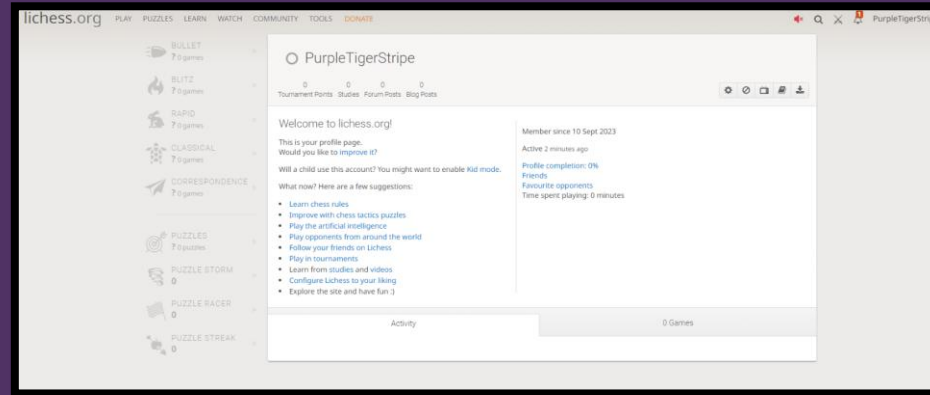 lichess.org PLAY PUZZLES LEARN WATCH COMMUNITY TOOLS DONATE 1 PurpleTigerStrip
BULLET
? 0 games
BLITZ
? 0 games
RAPID
? 0 games
CLASSICAL
? 0 games
CORRESPONDENCE
? 0 games
PUZZLES
? 0 puzzles
PUZZLE STORM
0
PUZZLE RACER
0
PUZZLE STREAK
0
PurpleTigerStripe
0 0 0 0
Tournament Points Studies Forum Posts Blog Posts
Welcome to lichess.org!
This is your profile page.
Would you like to improve it?
Will a child use this account? You might want to enable Kid mode.
What now? Here are a few suggestions:
Learn chess rules
Improve with chess tactics puzzles
Play the artificial intelligence
Play opponents from around the world
Follow your friends on Lichess
Play in tournaments
Learn from studies and videos
Configure Lichess to your liking
Explore the site and have fun :)
Member since 10 Sept 2023
Active 2 minutes ago
Profile completion: 0%
Friends
Favourite opponents
Time spent playing: 0 minutes
Activity 0 Games